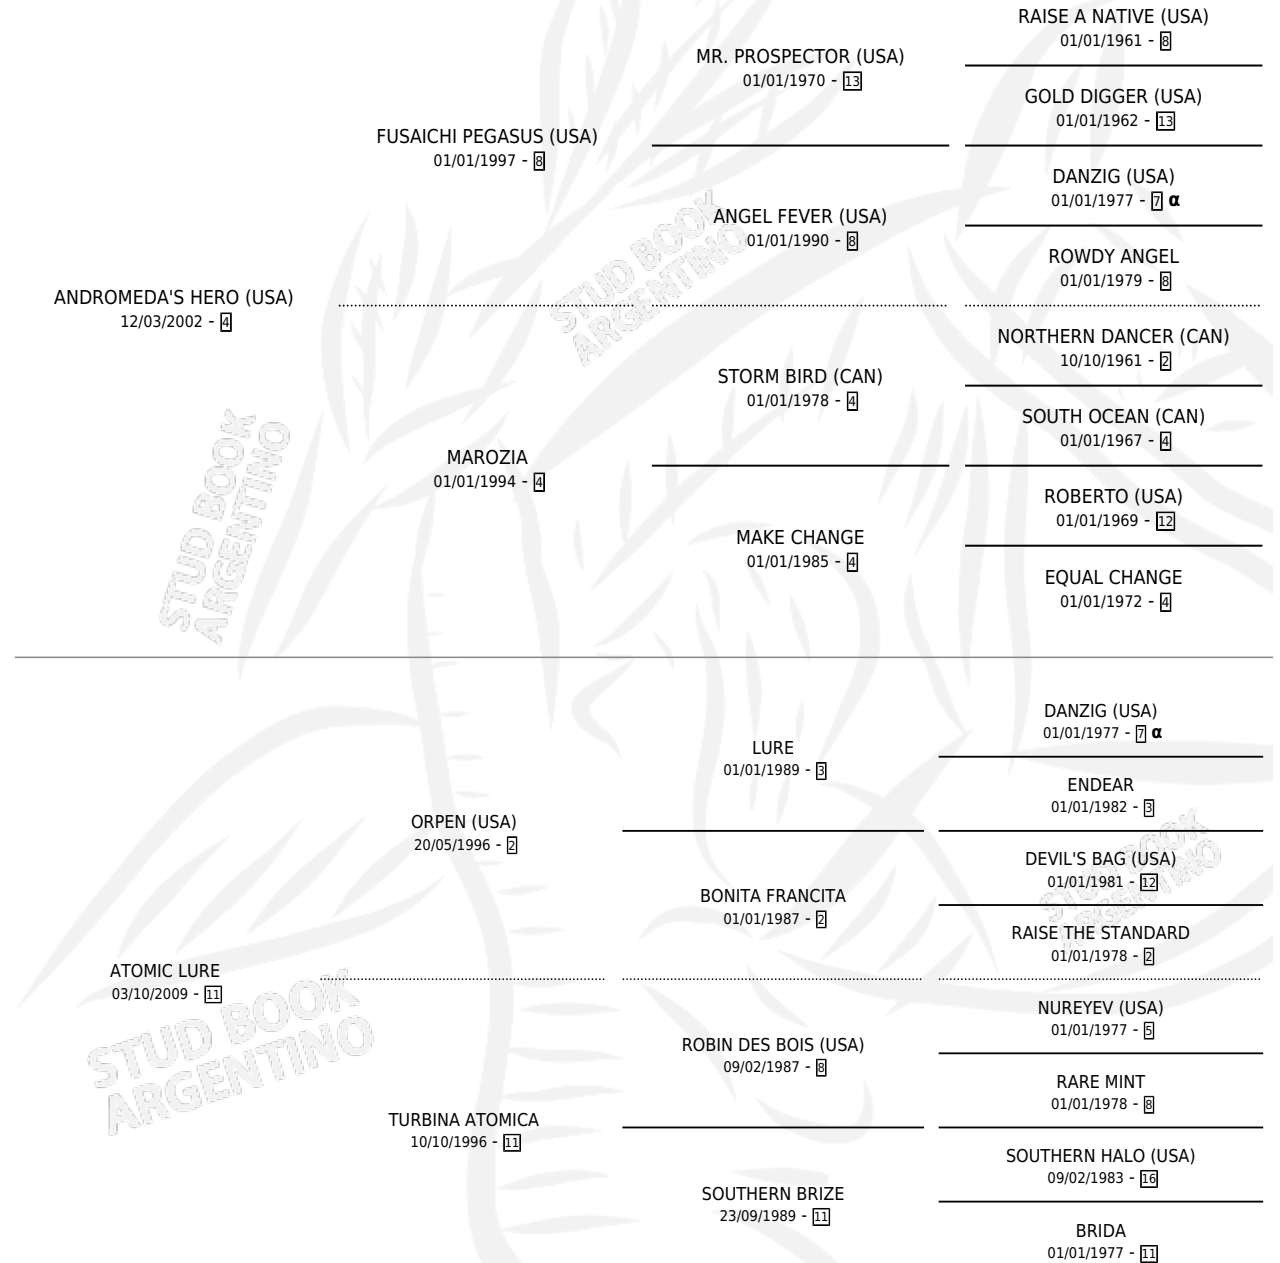 RAISE A NATIVE (USA)
01/01/1961 - 8
MR. PROSPECTOR (USA)
01/01/1970 - 13
GOLD DIGGER (USA)
01/01/1962 - 13
FUSAICHI PEGASUS (USA)
01/01/1997 - 8
DANZIG (USA)
01/01/1977 - 7 α
ANGEL FEVER (USA)
01/01/1990 - 8
ROWDY ANGEL
01/01/1979 - 8
STUD BOOK
ARGENTINO
ANDROMEDA'S HERO (USA)
12/03/2002 - 4
NORTHERN DANCER (CAN)
10/10/1961 - 2
STORM BIRD (CAN)
01/01/1978 - 4
SOUTH OCEAN (CAN)
01/01/1967 - 4
MAROZIA
01/01/1994 - 4
ROBERTO (USA)
01/01/1969 - 12
MAKE CHANGE
01/01/1985 - 4
EQUAL CHANGE
01/01/1972 - 4
STUD BOOK
ARGENTINO
DANZIG (USA)
01/01/1977 - 7 α
LURE
01/01/1989 - 3
ENDEAR
01/01/1982 - 3
ORPEN (USA)
20/05/1996 - 2
DEVIL'S BAG (USA)
01/01/1981 - 12
BONITA FRANCITA
01/01/1987 - 2
RAISE THE STANDARD
01/01/1978 - 2
STUD BOOK
ARGENTINO
ATOMIC LURE
03/10/2009 - 11
STUD BOOK
ARGENTINO
NUREYEV (USA)
01/01/1977 - 5
ROBIN DES BOIS (USA)
09/02/1987 - 8
RARE MINT
01/01/1978 - 8
TURBINA ATOMICA
10/10/1996 - 11
SOUTHERN HALO (USA)
09/02/1983 - 16
SOUTHERN BRIZE
23/09/1989 - 11
BRIDA
01/01/1977 - 11